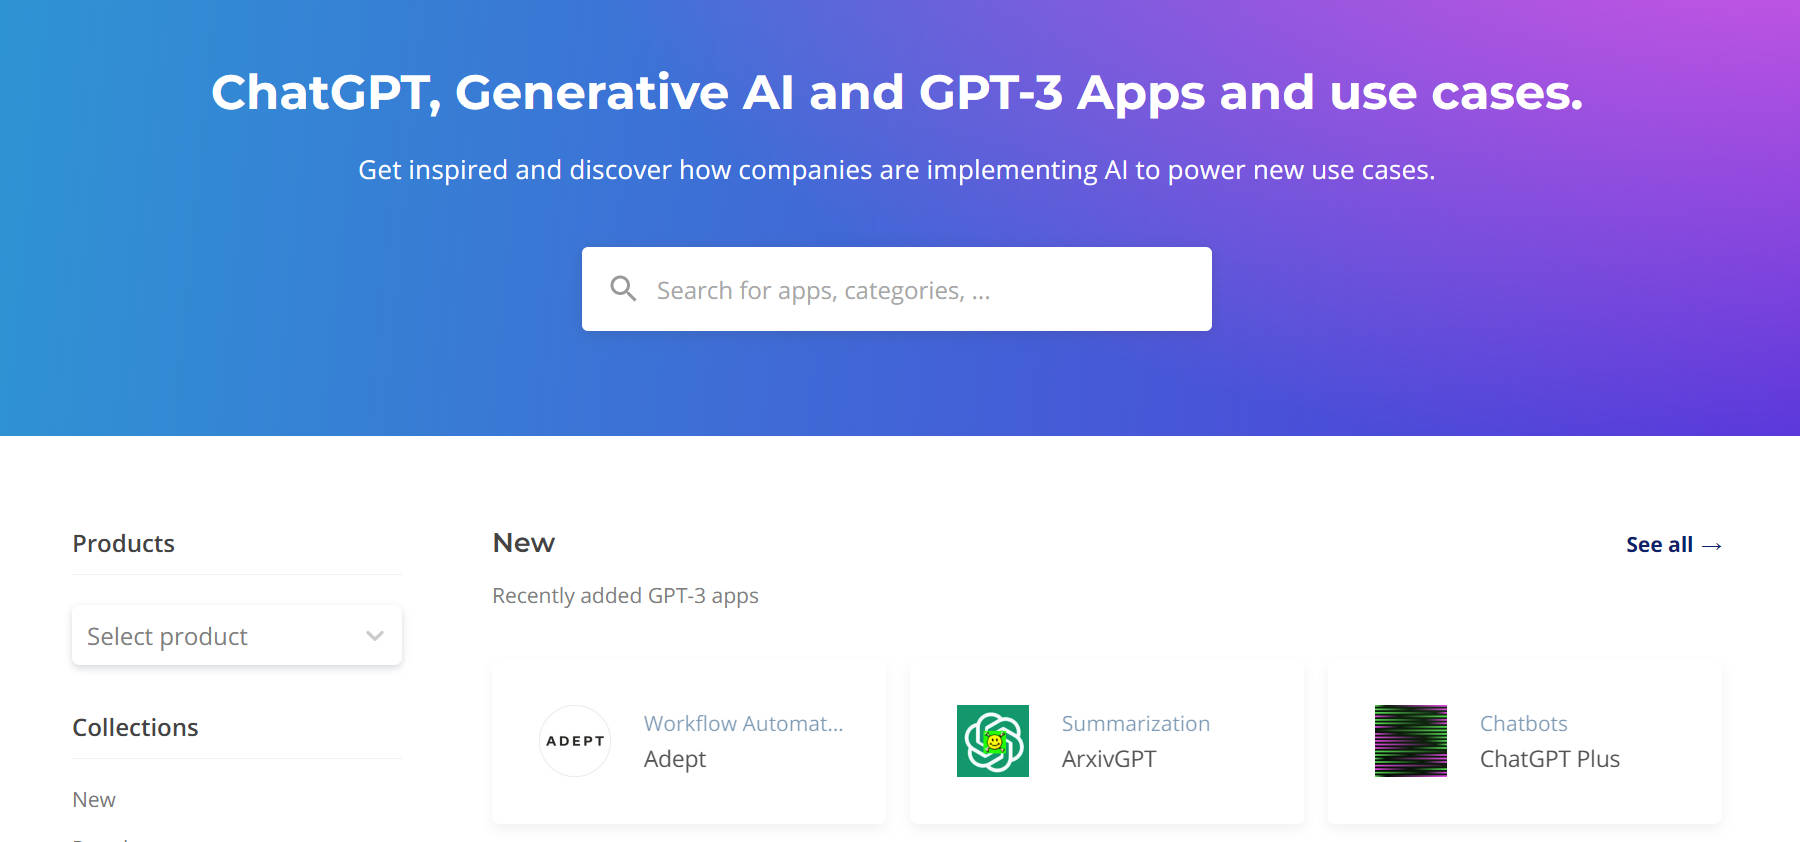 ChatGPT, Generative AI and GPT-3 Apps and use cases.
Get inspired and discover how companies are implementing AI to power new use cases.
Search for apps, categories, ...
Products
Select product
Collections
New
New
See all →
Recently added GPT-3 apps
ADEPT
Workflow Automat...
Adept
Summarization
ArxivGPT
Chatbots
ChatGPT Plus